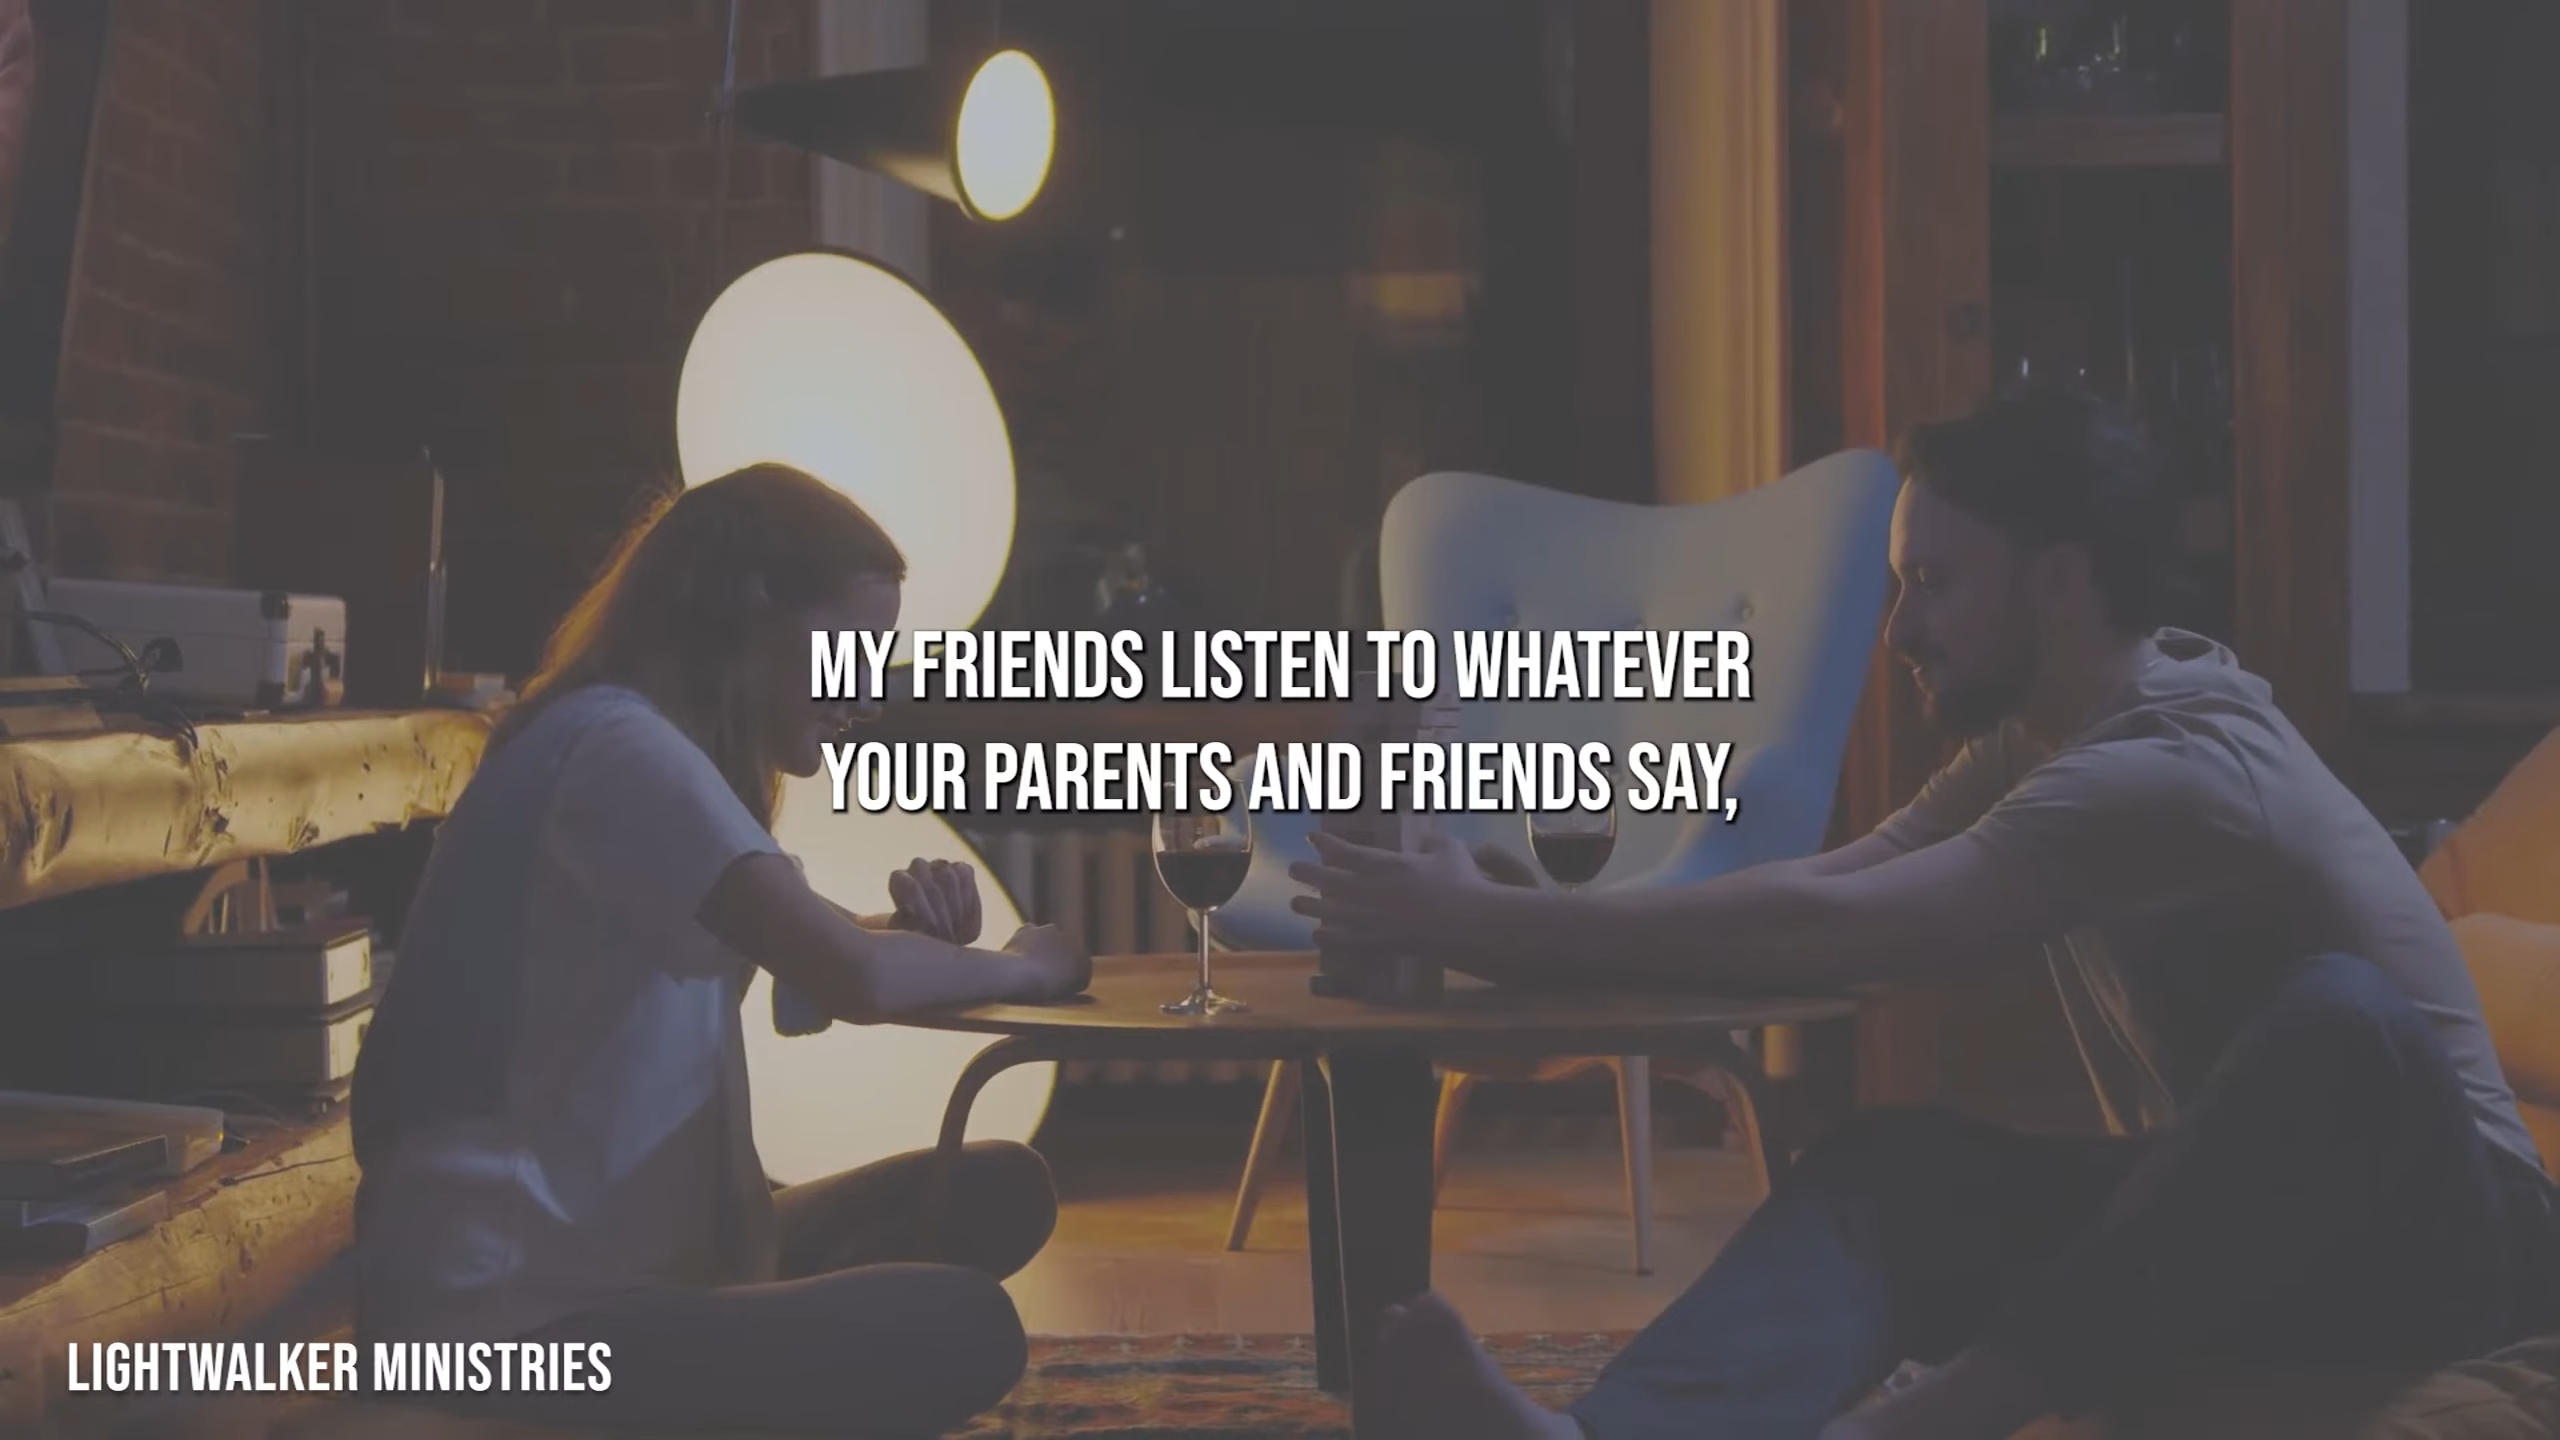 MY FRIENDS LISTEN TO WHATEVER
YOUR PARENTS AND FRIENDS SAY,
LIGHTWALKER MINISTRIES